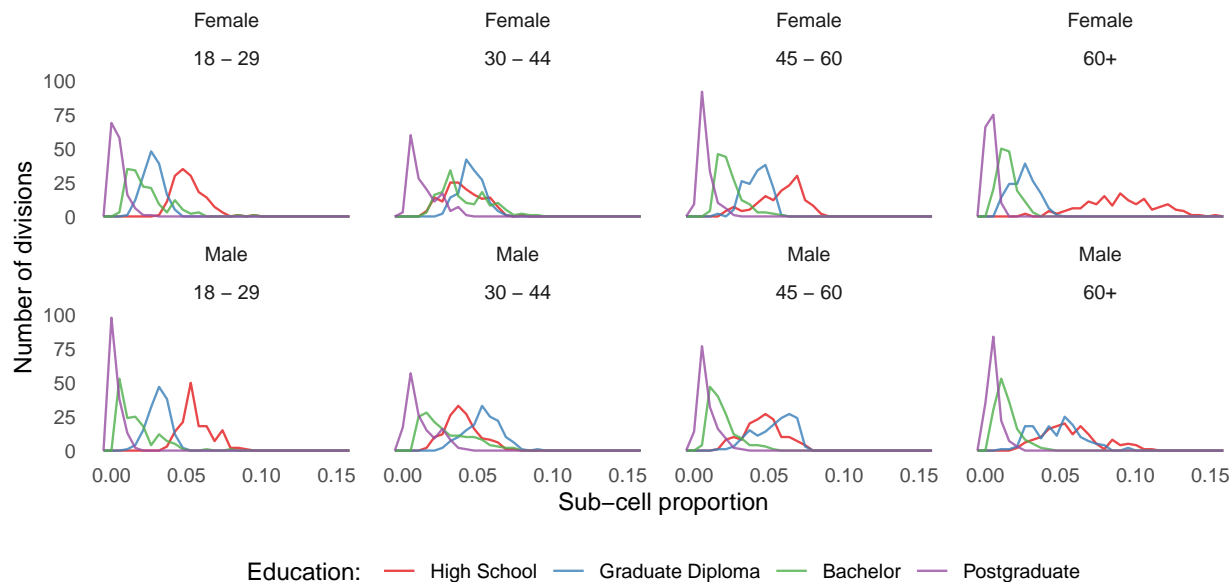 Female Female Female Female
18 − 29 30 − 44 45 − 60 60+
100
75
50
25
0
Male Male Male Male
18 − 29 30 − 44 45 − 60 60+
100
75
50
25
0
0.00 0.05 0.10 0.15 0.00 0.05 0.10 0.15 0.00 0.05 0.10 0.15 0.00 0.05 0.10 0.15
Number of divisions
Sub−cell proportion
Education: High School Graduate Diploma Bachelor Postgraduate